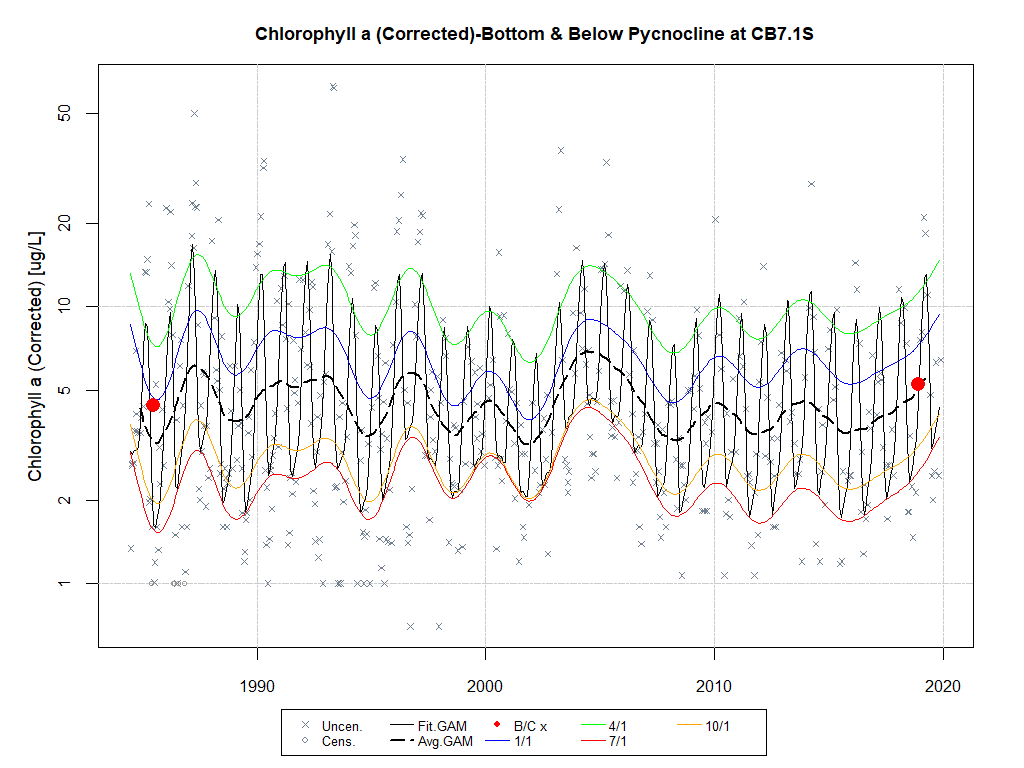 Chlorophyll a (Corrected)-Bottom & Below Pycnocline at CB7.1S
Chlorophyll a (Corrected) [ug/L]
50
20
10
5
2
1
1990 2000 2010 2020
Uncen. Fit.GAM B/C x 4/1 10/1
Cens. Avg.GAM 1/1 7/1